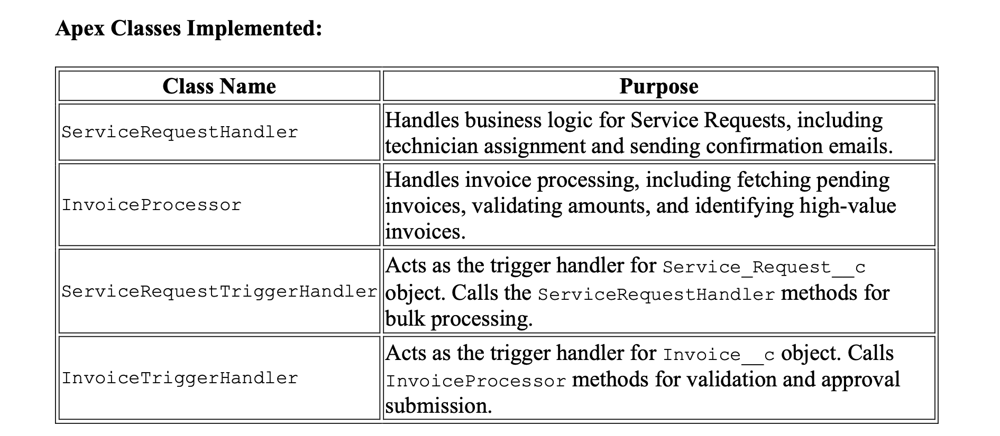 Apex Classes Implemented:
Class Name
Purpose
ServiceRequestHandler
Handles business logic for Service Requests, including
technician assignment and sending confirmation emails.
InvoiceProcessor
Handles invoice processing, including fetching pending
invoices, validating amounts, and identifying high-value
invoices.
ServiceRequestTriggerHandler
Acts as the trigger handler for Service_Request__c
object. Calls the ServiceRequestHandler methods for
bulk processing.
InvoiceTriggerHandler
Acts as the trigger handler for Invoice__c object. Calls
InvoiceProcessor methods for validation and approval
submission.